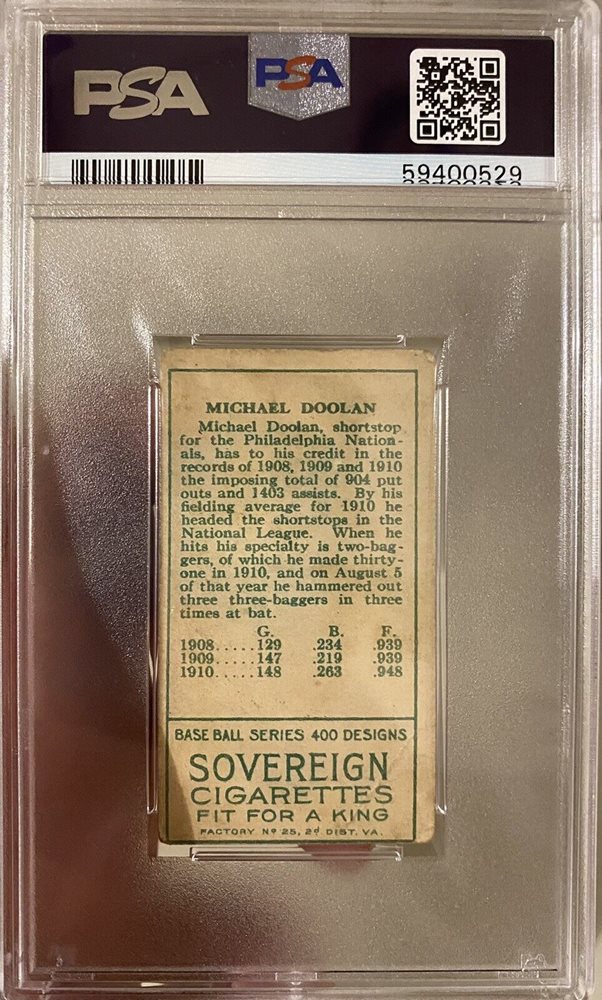 PSA
PSA
59400529
MICHAEL DOOLAN
Michael Doolan, shortstop
for the Philadelphia Nation-
als, has to his credit in the
records of 1908, 1909 and 1910
the imposing total of 904 put
outs and 1403 assists. By his
fielding average for 1910 he
headed the shortstops in the
National League. When he
hits his specialty is two-bag-
gers, of which he made thirty-
one in 1910, and on August 5
of that year he hammered out
three three-baggers in three
times at bat.
G. B. F.
1908.....129 .234 .939
1909.....147 .219 .939
1910.....148 .263 .948
BASE BALL SERIES 400 DESIGNS
SOVEREIGN
CIGARETTES
FIT FOR A KING
FACTORY Nº 25, 2d DIST. VA.